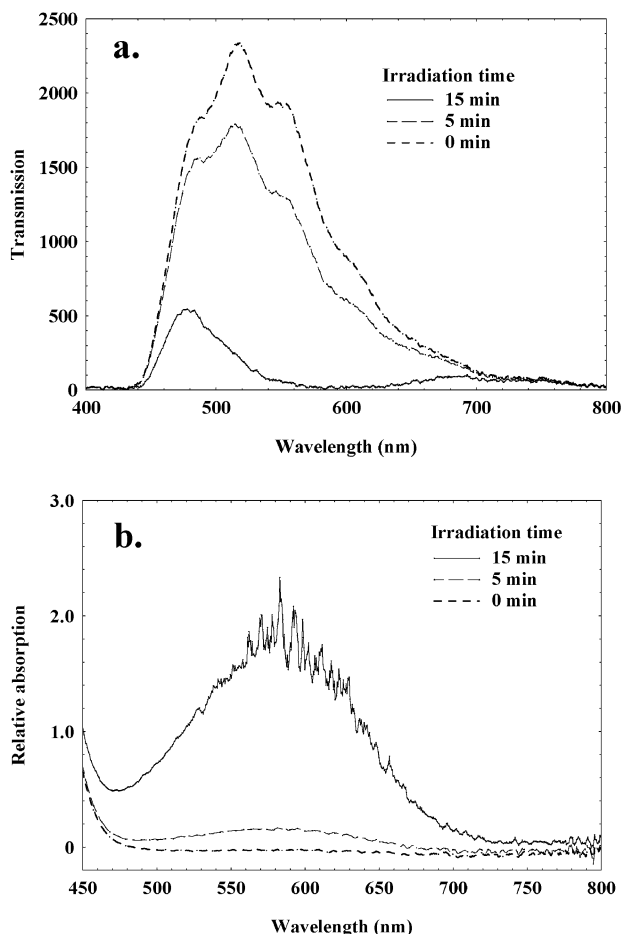 a.
Irradiation time
15 min
5 min
0 min
2500
2000
1500
1000
500
0
Transmission
400 500 600 700 800
Wavelength (nm)
b.
Irradiation time
15 min
5 min
0 min
3.0
2.0
1.0
0
Relative absorption
450 500 550 600 650 700 750 800
Wavelength (nm)